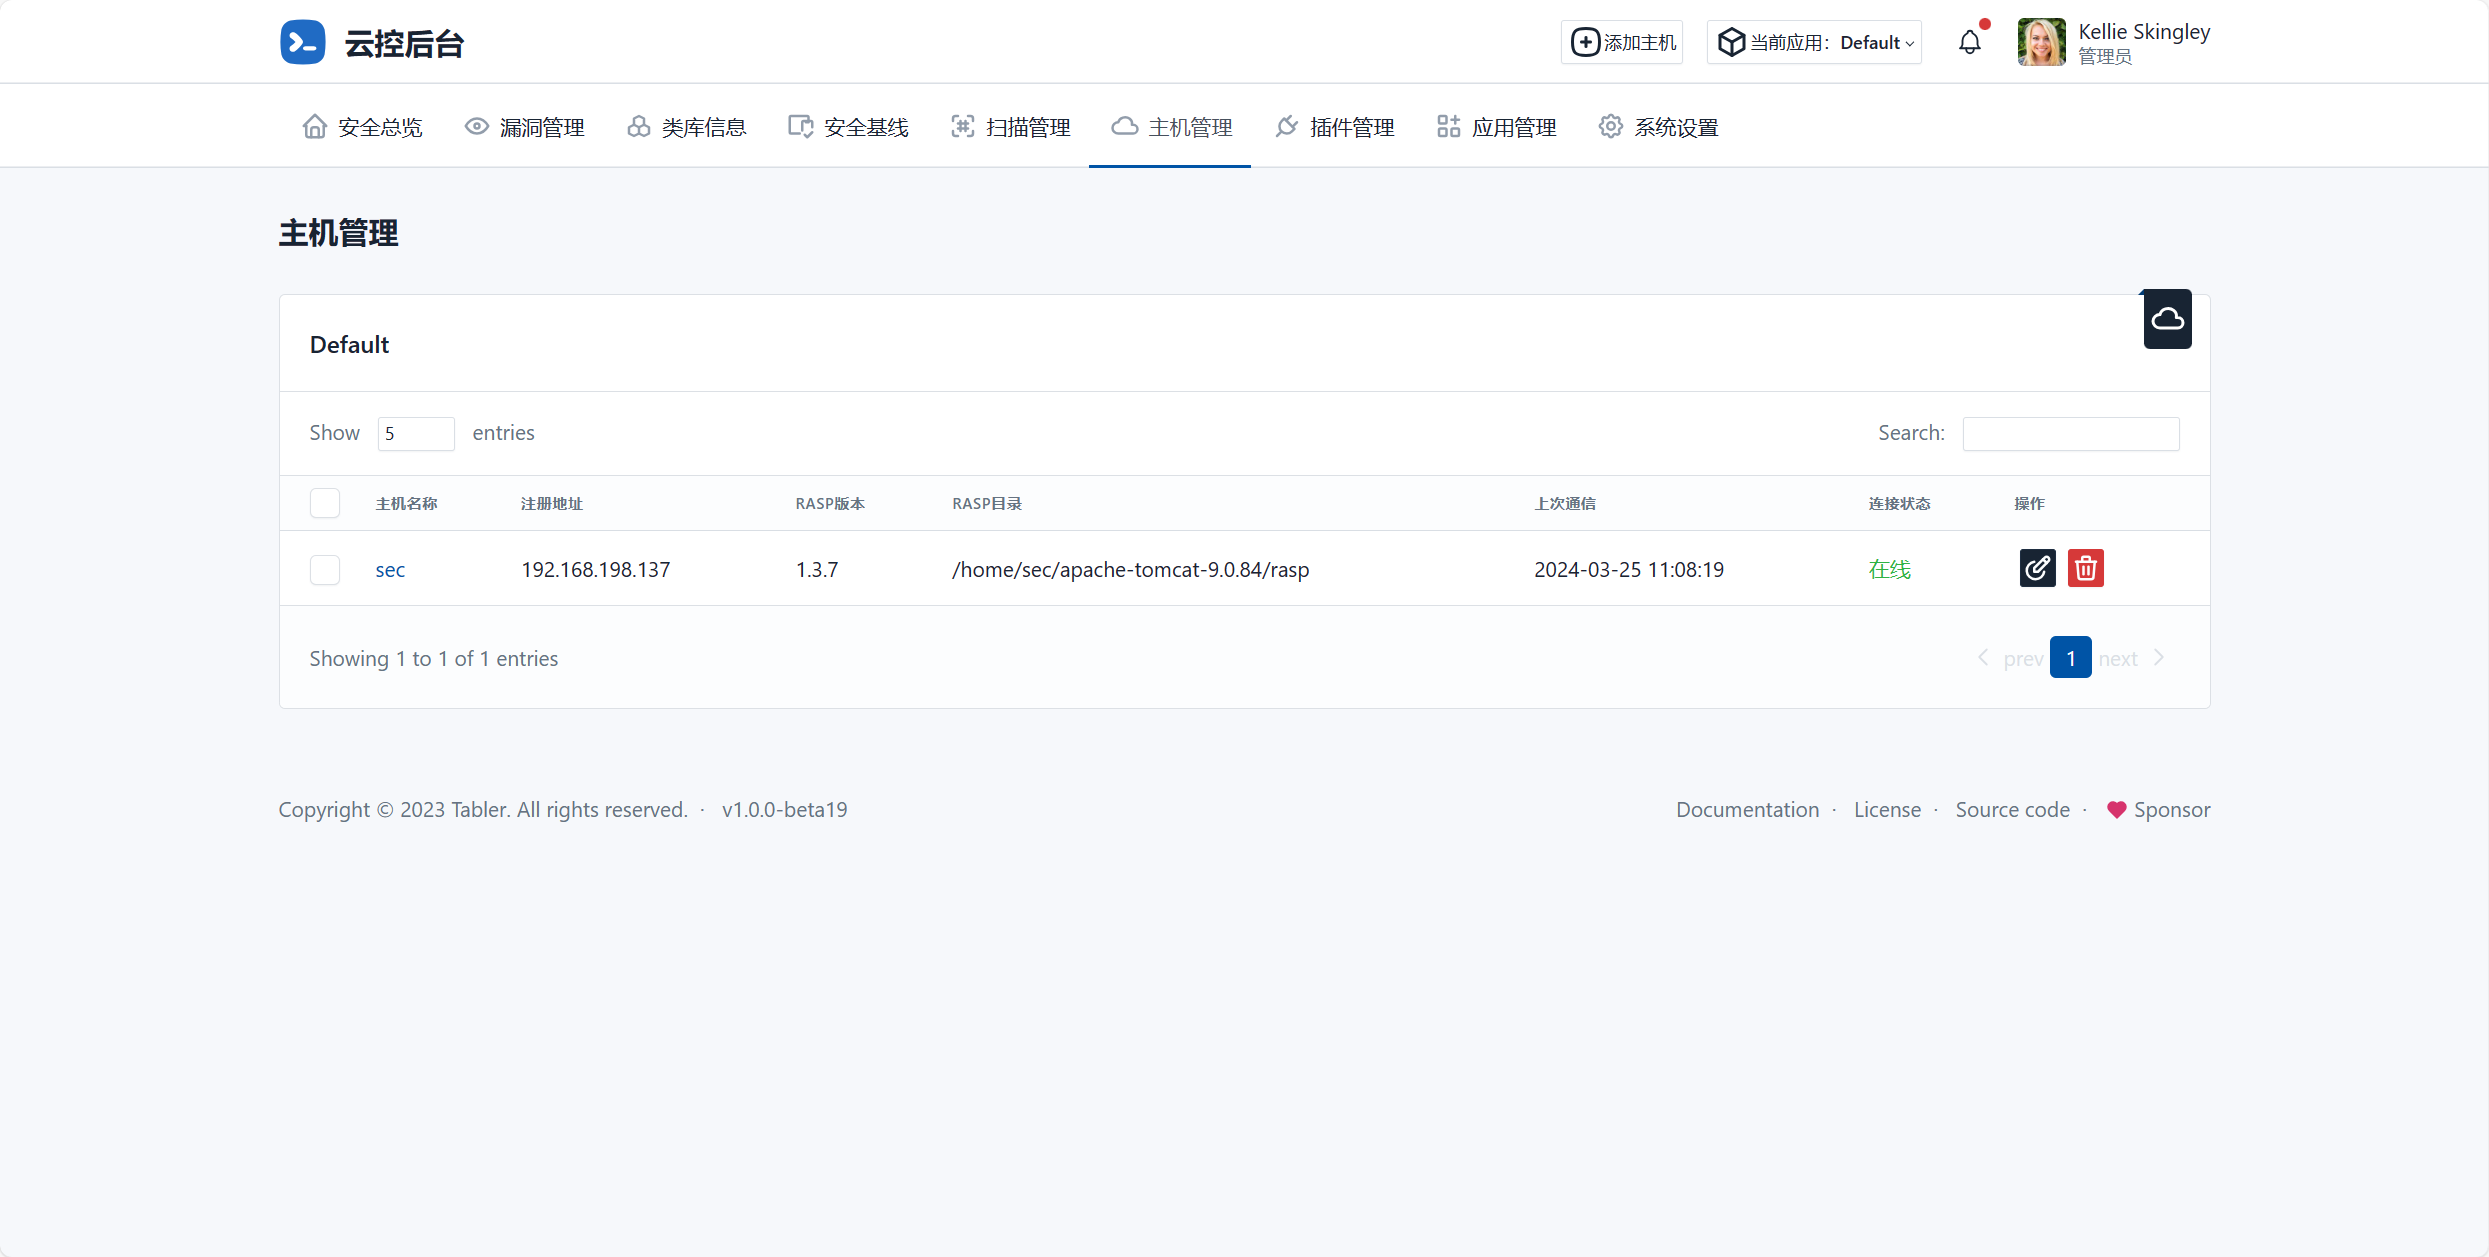 云控后台
添加主机
当前应用：Default
Kellie Skingley
管理员
安全总览 漏洞管理 类库信息 安全基线 扫描管理 主机管理 插件管理 应用管理 系统设置
主机管理
Default
Show 5 entries
Search:
主机名称 注册地址 RASP版本 RASP目录 上次通信 连接状态 操作
sec 192.168.198.137 1.3.7 /home/sec/apache-tomcat-9.0.84/rasp 2024-03-25 11:08:19 在线
Showing 1 to 1 of 1 entries
prev 1 next
Copyright © 2023 Tabler. All rights reserved. · v1.0.0-beta19
Documentation · License · Source code · Sponsor